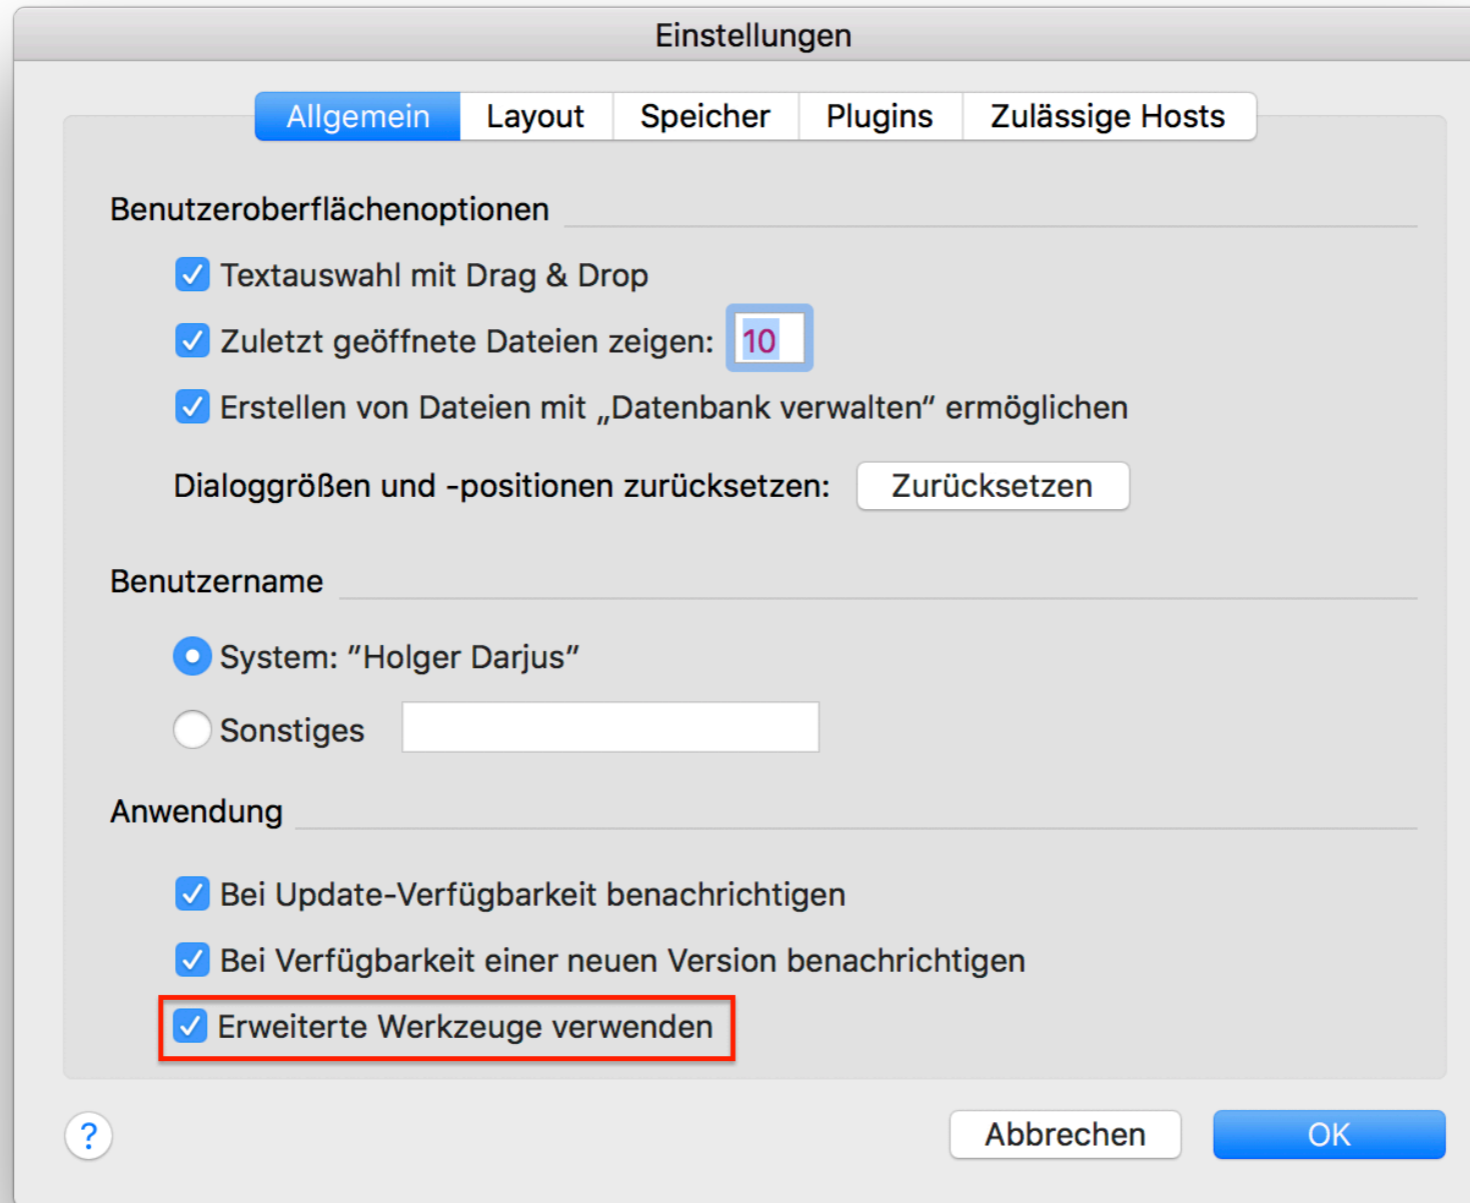 Einstellungen
Allgemein Layout Speicher Plugins Zulässige Hosts
Benutzeroberflächenoptionen
Textauswahl mit Drag & Drop
Zuletzt geöffnete Dateien zeigen: 10
Erstellen von Dateien mit „Datenbank verwalten“ ermöglichen
Dialoggrößen und -positionen zurücksetzen: Zurücksetzen
Benutzername
System: ”Holger Darjus”
Sonstiges
Anwendung
Bei Update-Verfügbarkeit benachrichtigen
Bei Verfügbarkeit einer neuen Version benachrichtigen
Erweiterte Werkzeuge verwenden
? Abbrechen OK